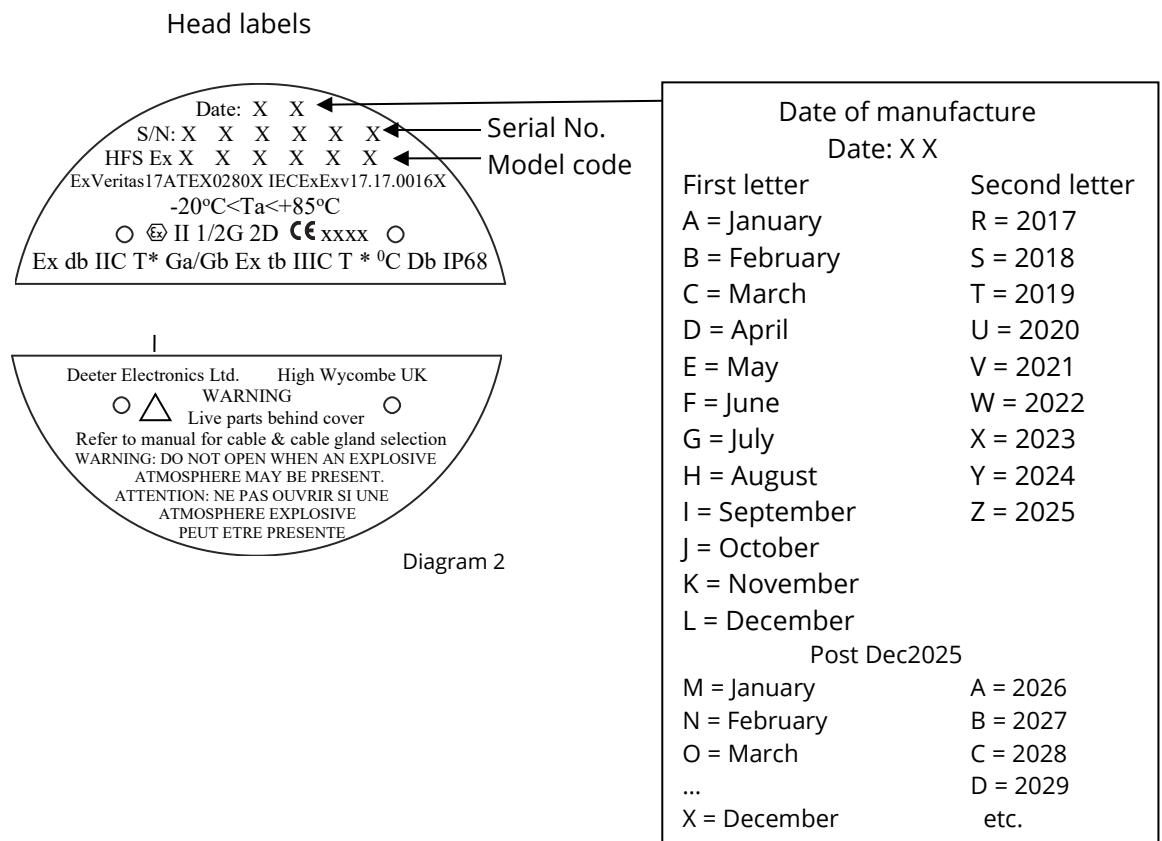 Head labels
Date: X X
S/N: X X X X X X
HFS Ex X X X X X X
ExVeritas17ATEX0280X IECExExv17.17.0016X
-20ºC<Ta<+85ºC
Ex II 1/2G 2D CE xxxx
Ex db IIC T* Ga/Gb Ex tb IIIC T * ⁰C Db IP68
Serial No.
Model code
Deeter Electronics Ltd. High Wycombe UK
WARNING
Live parts behind cover
Refer to manual for cable & cable gland selection
WARNING: DO NOT OPEN WHEN AN EXPLOSIVE
ATMOSPHERE MAY BE PRESENT.
ATTENTION: NE PAS OUVRIR SI UNE
ATMOSPHERE EXPLOSIVE
PEUT ETRE PRESENTE
Diagram 2
Date of manufacture
Date: X X
First letter Second letter
A = January R = 2017
B = February S = 2018
C = March T = 2019
D = April U = 2020
E = May V = 2021
F = June W = 2022
G = July X = 2023
H = August Y = 2024
I = September Z = 2025
J = October
K = November
L = December
Post Dec2025
M = January A = 2026
N = February B = 2027
O = March C = 2028
... D = 2029
X = December etc.